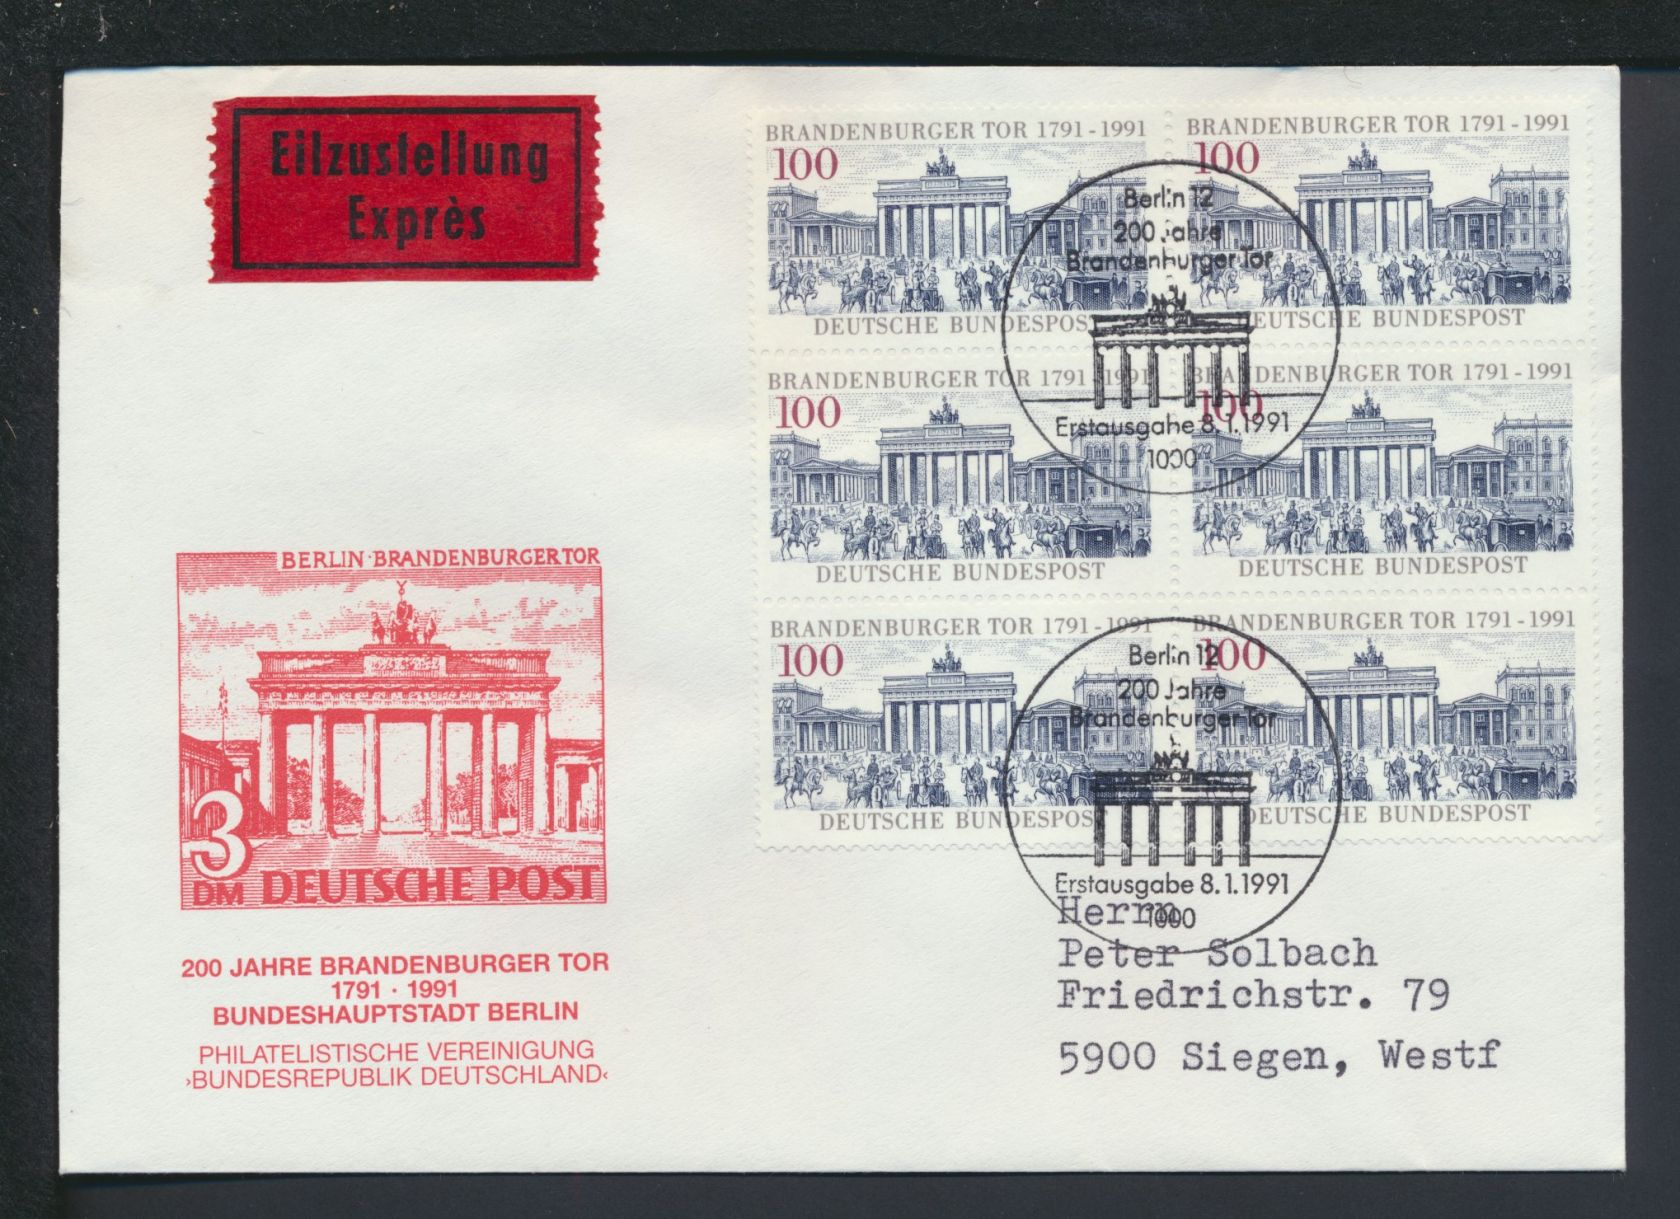 Eilzustellung
Exprès
BRANDENBURGER TOR 1791-1991
100
DEUTSCHE BUNDESPOST
BRANDENBURGER TOR 1791-1991
100
DEUTSCHE BUNDESPOST
BRANDENBURGER TOR 1791-1991
100
DEUTSCHE BUNDESPOST
BRANDENBURGER TOR 1791-1991
100
DEUTSCHE BUNDESPOST
BRANDENBURGER TOR 1791-1991
100
DEUTSCHE BUNDESPOST
BRANDENBURGER TOR 1791-1991
100
DEUTSCHE BUNDESPOST
Berlin 12
200 Jahre
Brandenburger Tor
Erstausgabe 8.1.1991
1000
Berlin 12
200 Jahre
Brandenburger Tor
Erstausgabe 8.1.1991
1000
BERLIN·BRANDENBURGER TOR
3
DM DEUTSCHE POST
200 JAHRE BRANDENBURGER TOR
1791 · 1991
BUNDESHAUPTSTADT BERLIN
PHILATELISTISCHE VEREINIGUNG
›BUNDESREPUBLIK DEUTSCHLAND‹
Herrn
Peter Solbach
Friedrichstr. 79
5900 Siegen, Westf